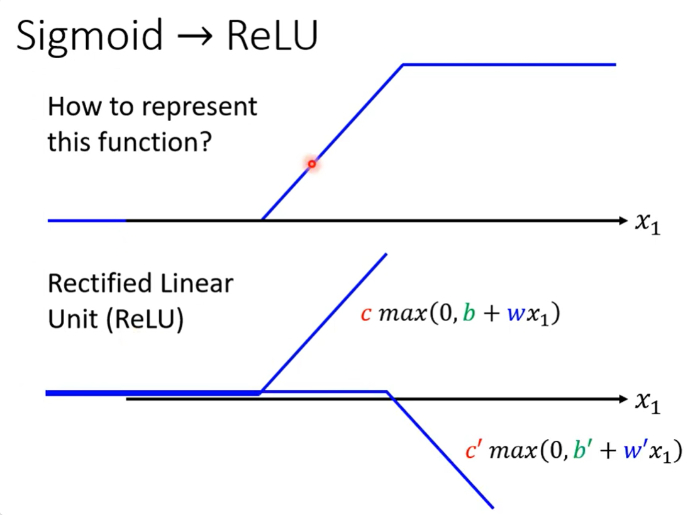 Sigmoid → ReLU
How to represent
this function?
x₁
Rectified Linear
Unit (ReLU)
c max(0, b + wx₁)
x₁
c′ max(0, b′ + w′x₁)